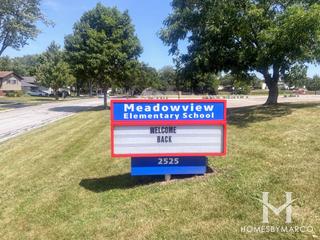 Meadowview
Elementary School
WELCOME
BACK
2525
HOMESBYMARCO